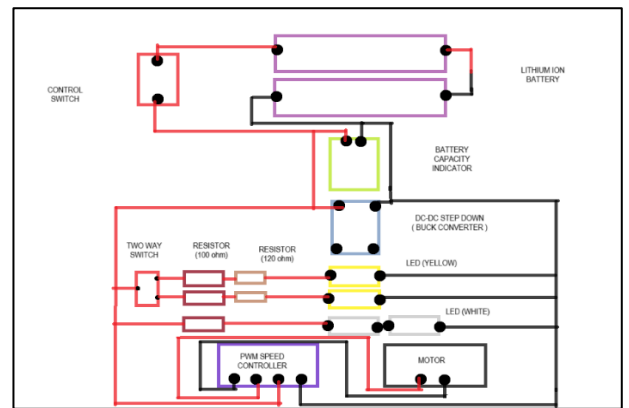 LITHIUM ION
BATTERY
CONTROL
SWITCH
BATTERY
CAPACITY
INDICATOR
DC-DC STEP DOWN
( BUCK CONVERTER )
TWO WAY
SWITCH
RESISTOR
(100 ohm)
RESISTOR
(120 ohm)
LED (YELLOW)
LED (WHITE)
PWM SPEED
CONTROLLER
MOTOR